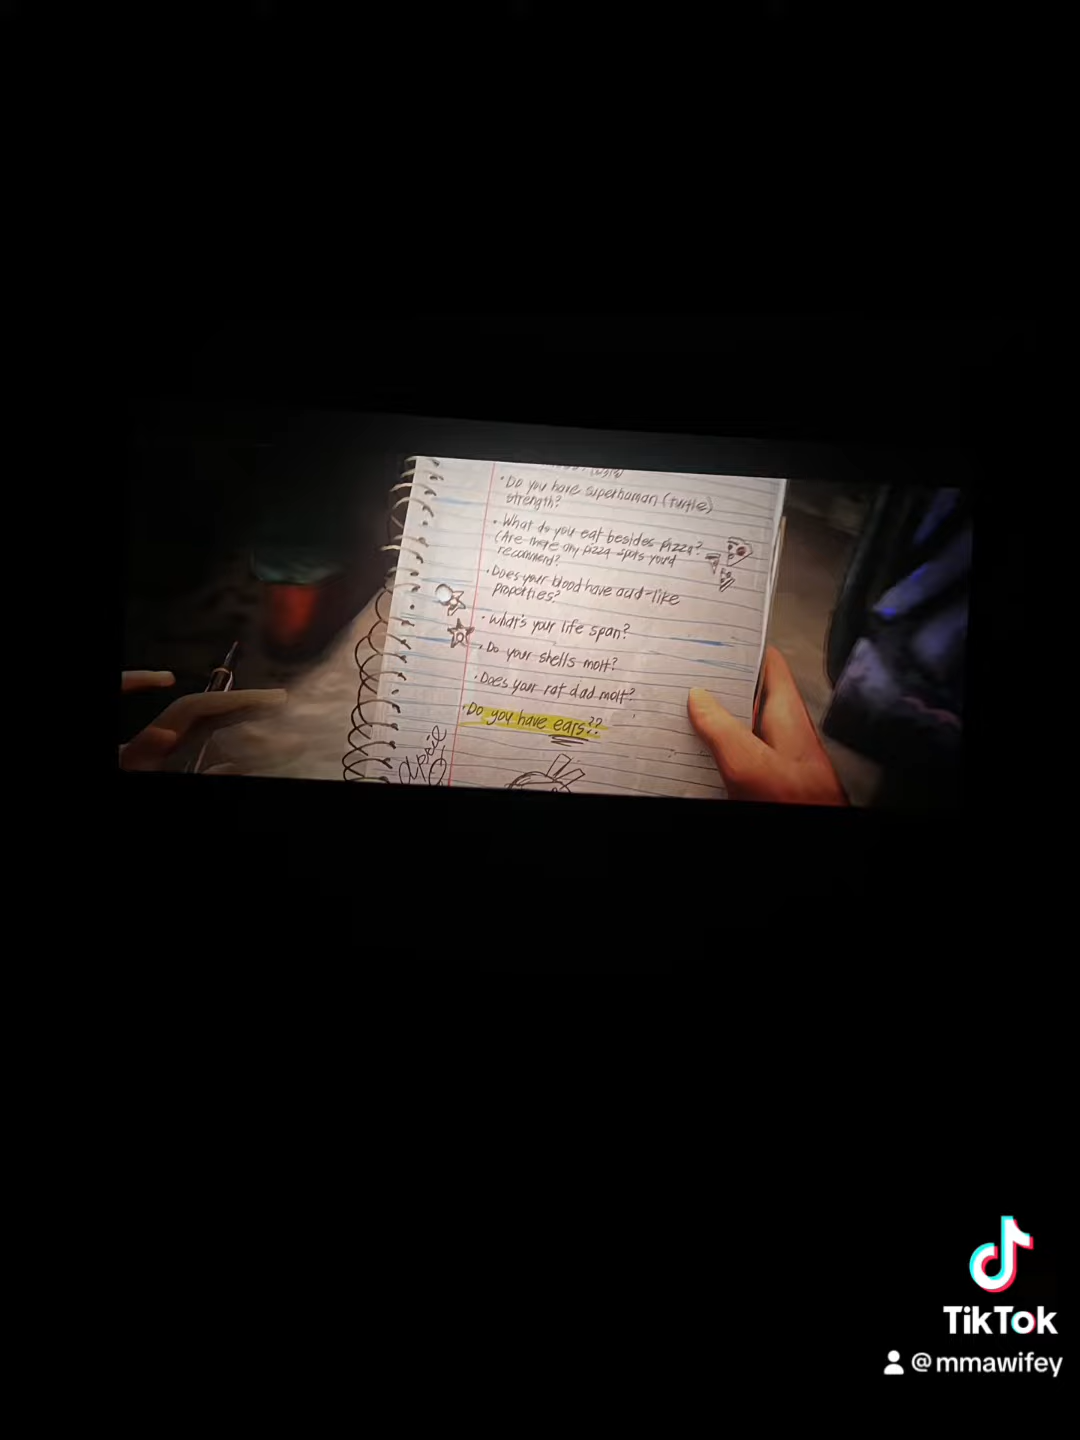 • Do you have superhuman (turtle)
strength?
• What do you eat besides pizza?
(Are there any pizza spots you'd
recommend?
• Does your blood have acid-like
properties?
• What's your life span?
• Do your shells molt?
• Does your rat dad molt?
• Do you have ears??
TikTok
@mmawifey